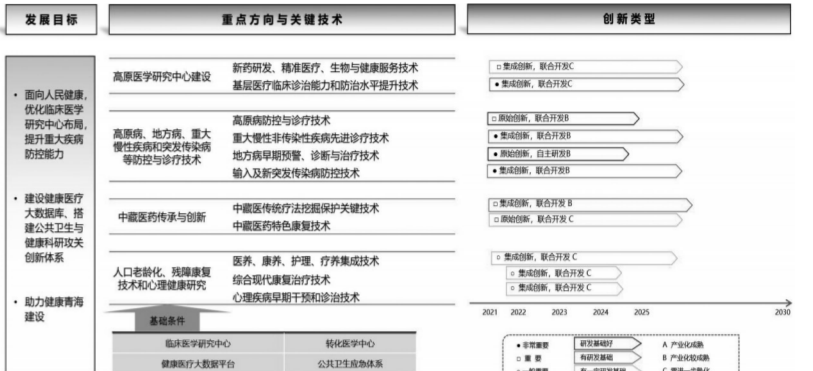 发展目标
重点方向与关键技术
创新类型
• 面向人民健康，
优化临床医学
研究中心布局，
提升重大疾病
防控能力
• 建设健康医疗
大数据库、搭
建公共卫生与
健康科研攻关
创新体系
• 助力健康青海
建设
高原医学研究中心建设
新药研发、精准医疗、生物与健康服务技术
基层医疗临床诊治能力和防治水平提升技术
高原病、地方病、重大
慢性疾病和突发传染病
等防控与诊疗技术
高原病防控与诊疗技术
重大慢性非传染性疾病先进诊疗技术
地方病早期预警、诊断与治疗技术
输入及新突发传染病防控技术
中藏医药传承与创新
中藏医传统疗法挖掘保护关键技术
中藏医药特色康复技术
人口老龄化、残障康复
技术和心理健康研究
医养、康养、护理、疗养集成技术
综合现代康复治疗技术
心理疾病早期干预和诊治技术
□ 集成创新，联合开发C
● 集成创新，联合开发C
□ 原始创新，联合开发B
● 集成创新，联合开发B
● 原始创新，自主研发B
● 集成创新，联合开发B
□ 集成创新，联合开发 B
□ 原始创新，联合开发 C
○ 集成创新，联合开发 C
○ 集成创新，联合开发 C
○ 集成创新，联合开发 C
2021 2022 2023 2024 2025 2030
基础条件
临床医学研究中心
转化医学中心
健康医疗大数据平台
公共卫生应急体系
● 非常重要
研发基础好
A 产业化成熟
□ 重 要
有研发基础
B 产业化较成熟